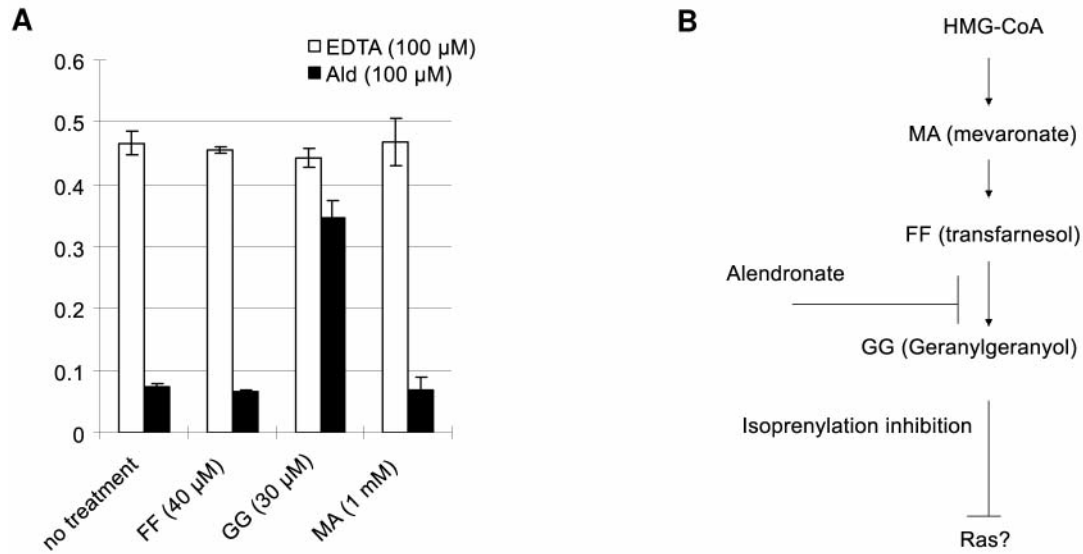 A
EDTA (100 µM)
Ald (100 µM)
0.6
0.5
0.4
0.3
0.2
0.1
0
no treatment
FF (40 µM)
GG (30 µM)
MA (1 mM)
B
HMG-CoA
MA (mevaronate)
FF (transfarnesol)
Alendronate
GG (Geranylgeranyol)
Isoprenylation inhibition
Ras?